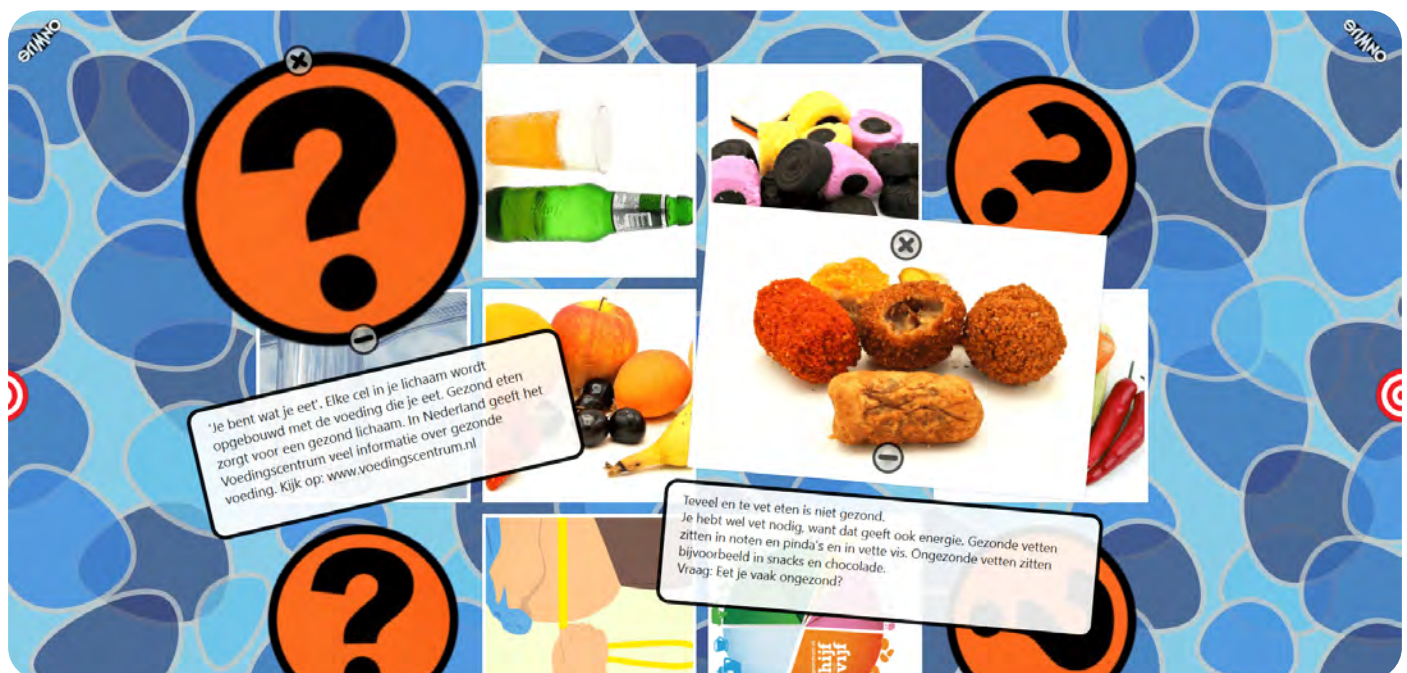 onWijs
onWijs
'Je bent wat je eet'. Elke cel in je lichaam wordt
opgebouwd met de voeding die je eet. Gezond eten
zorgt voor een gezond lichaam. In Nederland geeft het
Voedingscentrum veel informatie over gezonde
voeding. Kijk op: www.voedingscentrum.nl
Teveel en te vet eten is niet gezond.
Je hebt wel vet nodig, want dat geeft ook energie. Gezonde vetten
zitten in noten en pinda's en in vette vis. Ongezonde vetten zitten
bijvoorbeeld in snacks en chocolade.
Vraag: Eet je vaak ongezond?
hijf
vijf